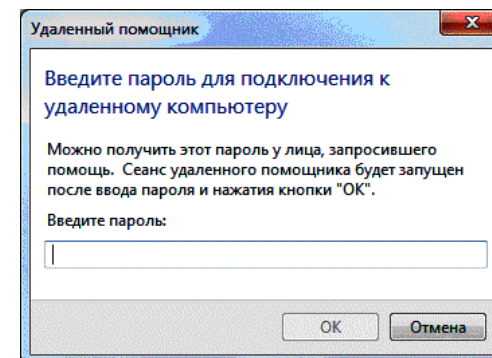 Удаленный помощник
Введите пароль для подключения к
удаленному компьютеру
Можно получить этот пароль у лица, запросившего
помощь. Сеанс удаленного помощника будет запущен
после ввода пароля и нажатия кнопки "ОК".
Введите пароль:
ОК
Отмена